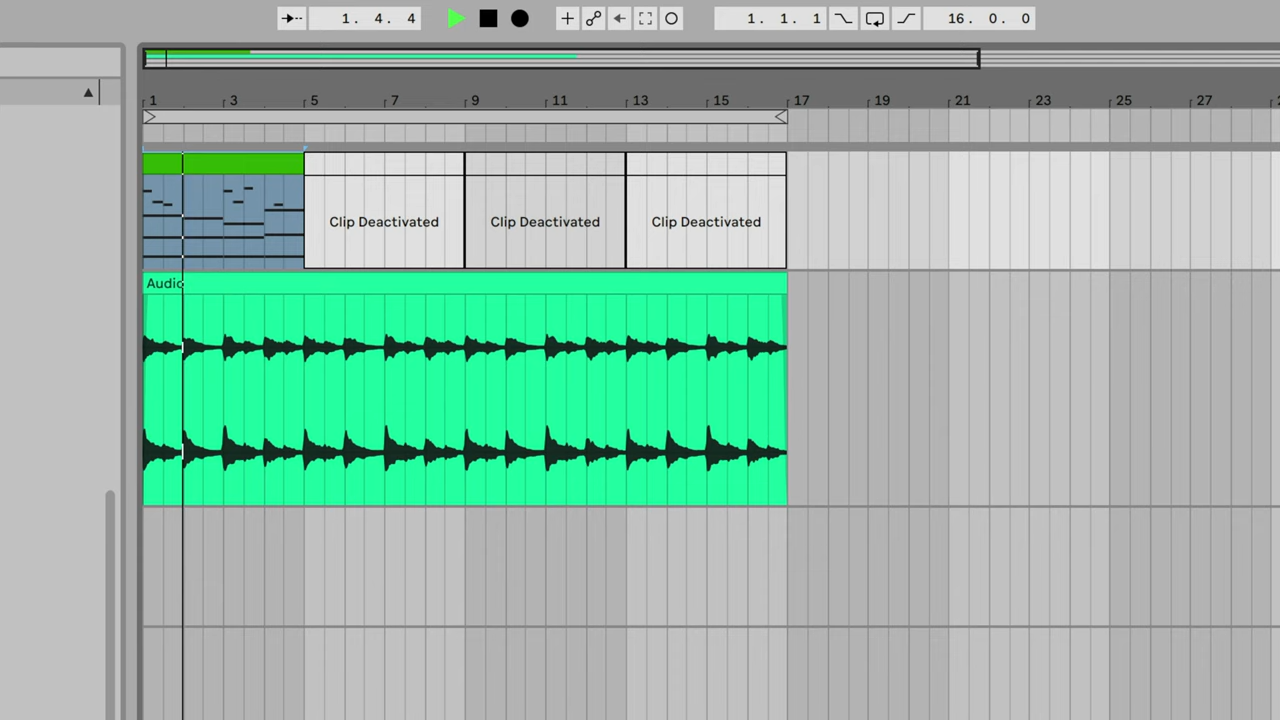 1. 4. 4 1. 1. 1 16. 0. 0
1 3 5 7 9 11 13 15 17 19 21 23 25 27
Clip Deactivated Clip Deactivated Clip Deactivated
Audio